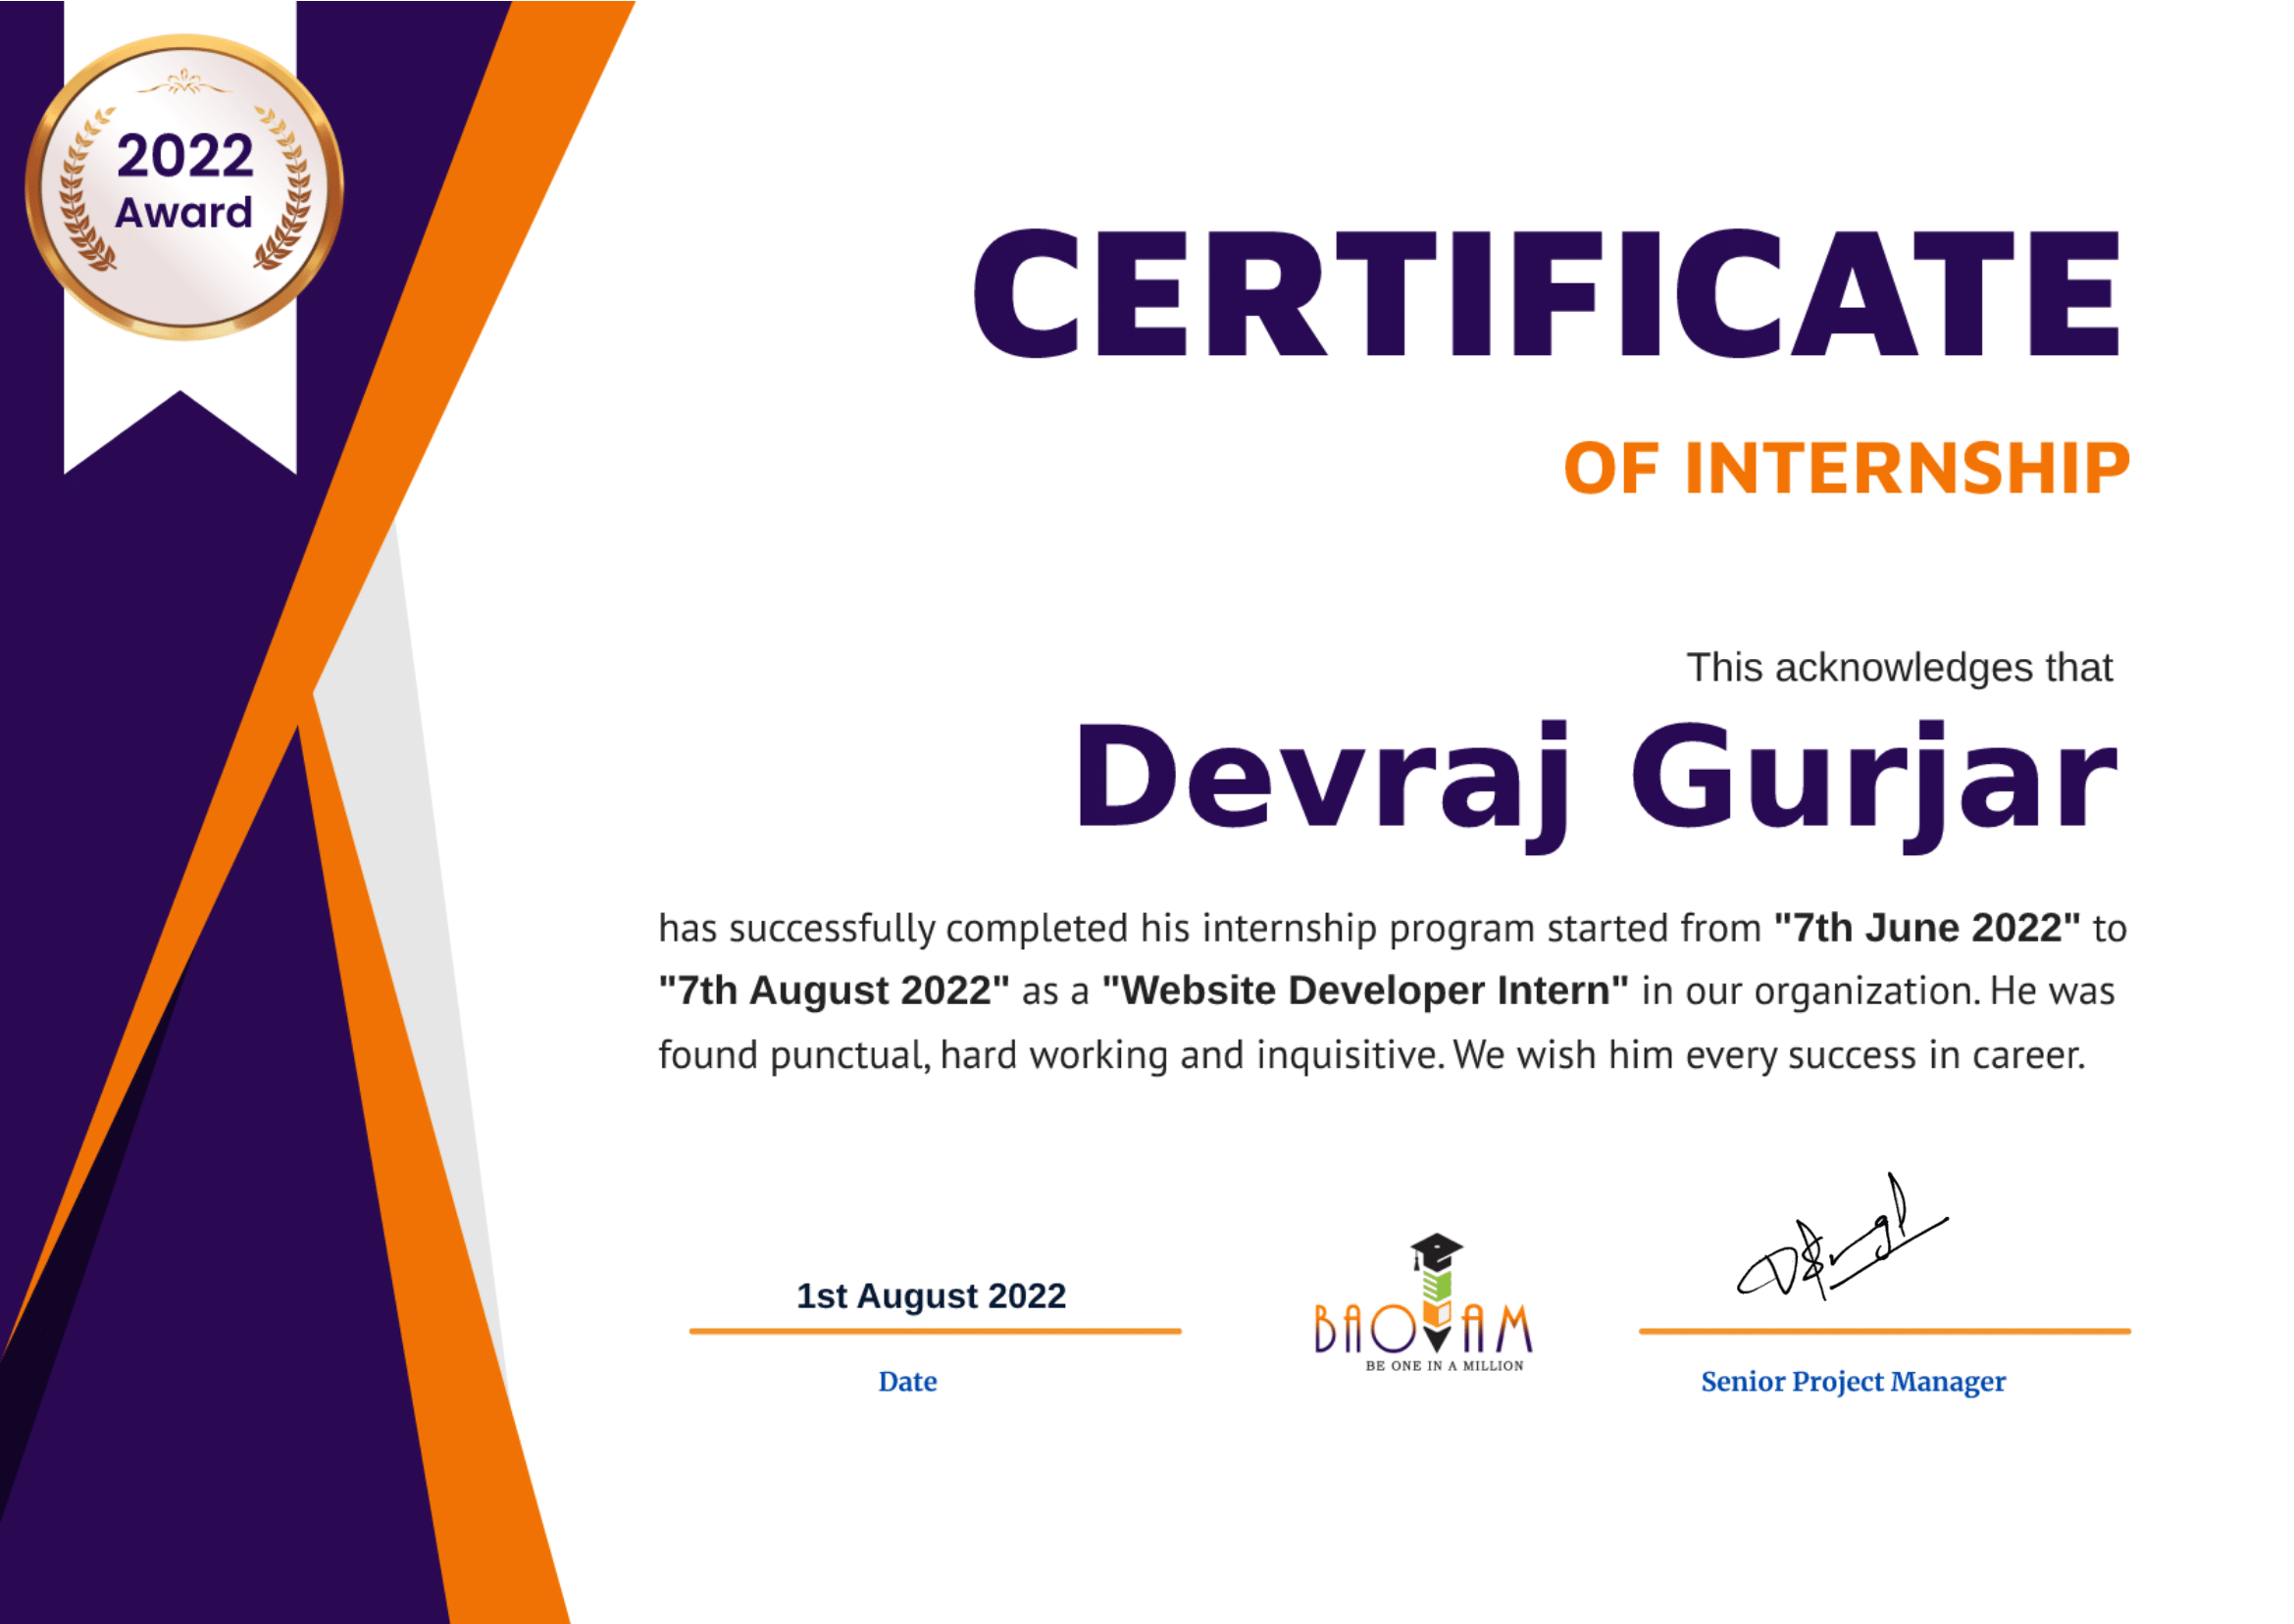 2022
Award
CERTIFICATE
OF INTERNSHIP
This acknowledges that
Devraj Gurjar
has successfully completed his internship program started from "7th June 2022" to
"7th August 2022" as a "Website Developer Intern" in our organization. He was
found punctual, hard working and inquisitive. We wish him every success in career.
1st August 2022
Date
BAOVAM
BE ONE IN A MILLION
Senior Project Manager